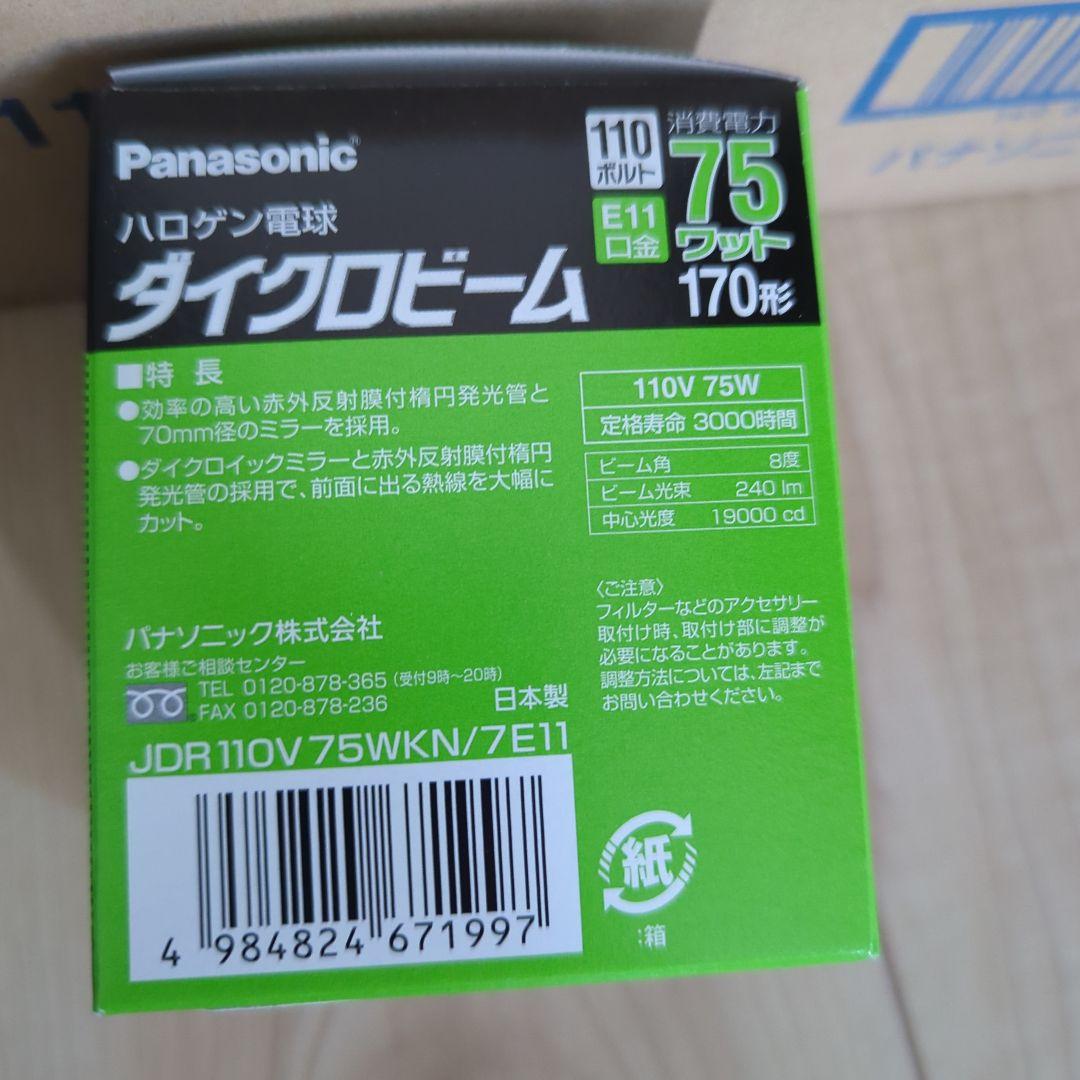 11
パナソニ
Panasonic
ハロゲン電球
ダイクロビーム
110
ボルト
E11
口金
消費電力
75
ワット
170形
■特長
●効率の高い赤外反射膜付楕円発光管と
70mm径のミラーを採用。
●ダイクロイックミラーと赤外反射膜付楕円
発光管の採用で、前面に出る熱線を大幅に
カット。
110V 75W
定格寿命 3000時間
ビーム角 8度
ビーム光束 240 lm
中心光度 19000 cd
〈ご注意〉
フィルターなどのアクセサリー
取付け時、取付け部に調整が
必要になることがあります。
調整方法については、左記まで
お問い合わせください。
パナソニック株式会社
お客様ご相談センター
TEL 0120-878-365 (受付9時~20時)
FAX 0120-878-236
日本製
JDR110V75WKN/7E11
4 984824 671997
紙
:箱